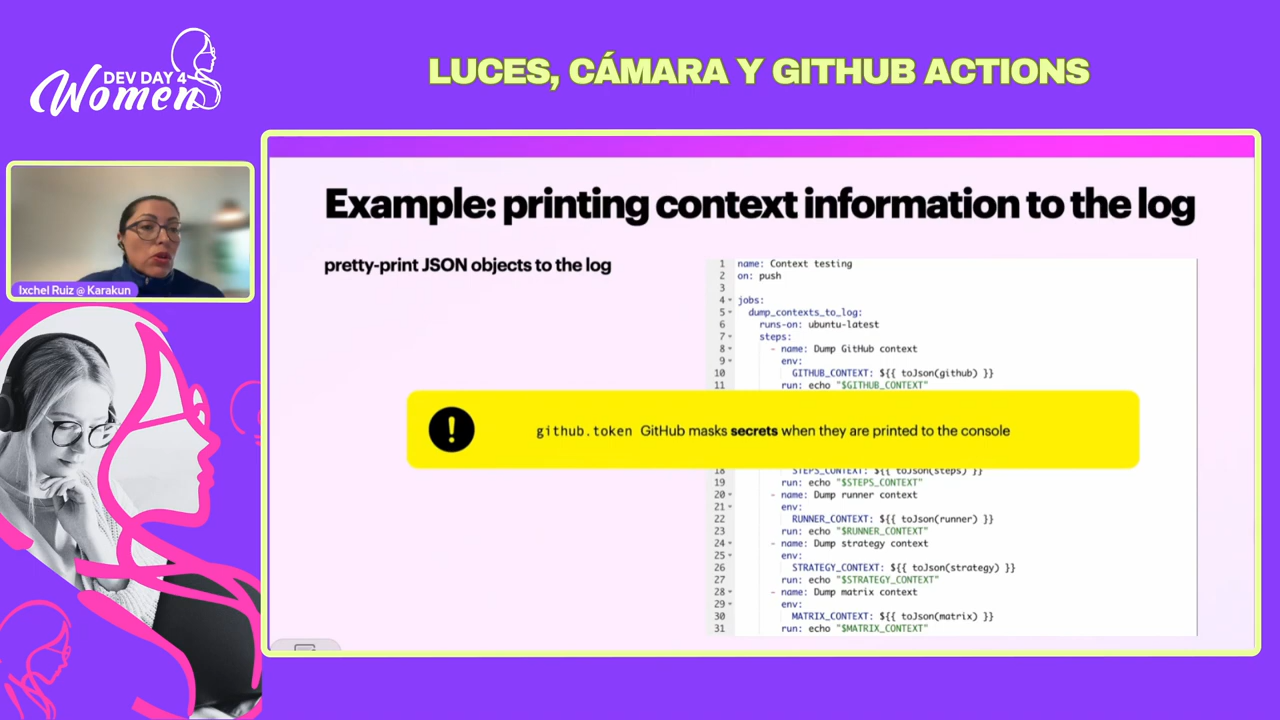 DEV DAY 4
Women
LUCES, CÁMARA Y GITHUB ACTIONS
Ixchel Ruiz @ Karakun
Example: printing context information to the log
pretty-print JSON objects to the log
1 name: Context testing
2 on: push
3
4 jobs:
5 dump_contexts_to_log:
6 runs-on: ubuntu-latest
7 steps:
8 - name: Dump GitHub context
9 env:
10 GITHUB_CONTEXT: ${{ toJson(github) }}
11 run: echo "$GITHUB_CONTEXT"
! github.token GitHub masks secrets when they are printed to the console
18 STEPS_CONTEXT: ${{ toJson(steps) }}
19 run: echo "$STEPS_CONTEXT"
20 - name: Dump runner context
21 env:
22 RUNNER_CONTEXT: ${{ toJson(runner) }}
23 run: echo "$RUNNER_CONTEXT"
24 - name: Dump strategy context
25 env:
26 STRATEGY_CONTEXT: ${{ toJson(strategy) }}
27 run: echo "$STRATEGY_CONTEXT"
28 - name: Dump matrix context
29 env:
30 MATRIX_CONTEXT: ${{ toJson(matrix) }}
31 run: echo "$MATRIX_CONTEXT"